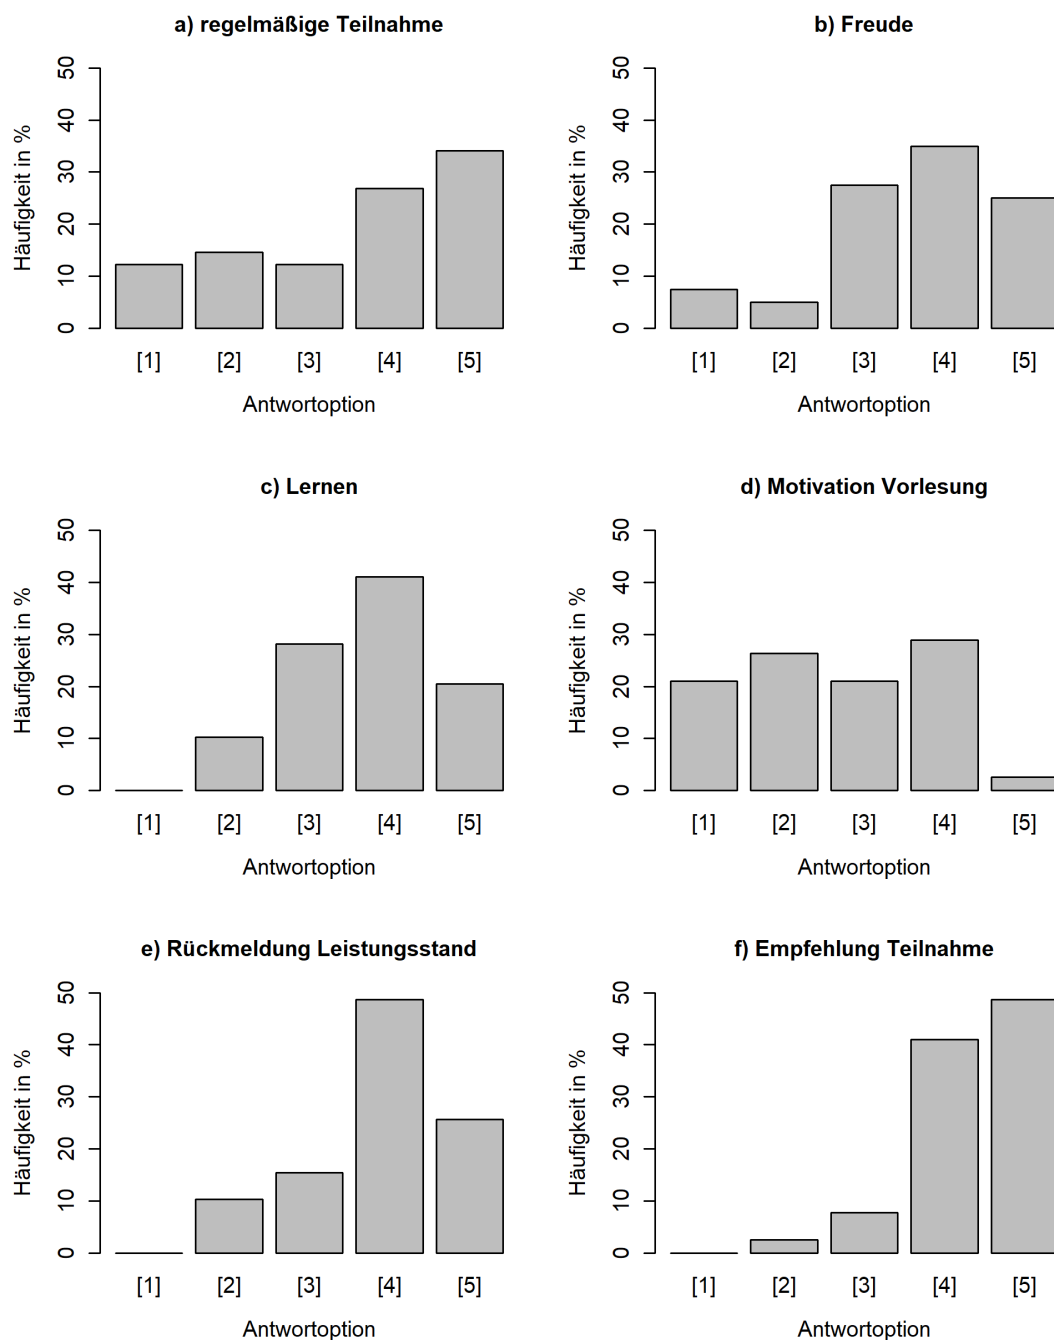 a) regelmäßige Teilnahme
Häufigkeit in %
50
40
30
20
10
0
[1] [2] [3] [4] [5]
Antwortoption
b) Freude
Häufigkeit in %
50
40
30
20
10
0
[1] [2] [3] [4] [5]
Antwortoption
c) Lernen
Häufigkeit in %
50
40
30
20
10
0
[1] [2] [3] [4] [5]
Antwortoption
d) Motivation Vorlesung
Häufigkeit in %
50
40
30
20
10
0
[1] [2] [3] [4] [5]
Antwortoption
e) Rückmeldung Leistungsstand
Häufigkeit in %
50
40
30
20
10
0
[1] [2] [3] [4] [5]
Antwortoption
f) Empfehlung Teilnahme
Häufigkeit in %
50
40
30
20
10
0
[1] [2] [3] [4] [5]
Antwortoption